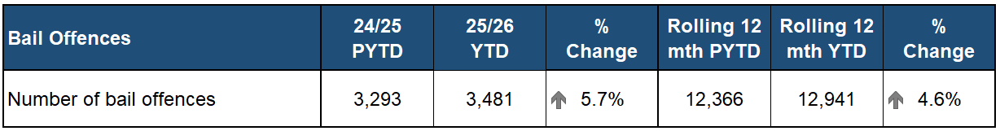 Bail Offences 24/25 PYTD 25/26 YTD % Change Rolling 12 mth PYTD Rolling 12 mth YTD % Change
Number of bail offences 3,293 3,481 5.7% 12,366 12,941 4.6%